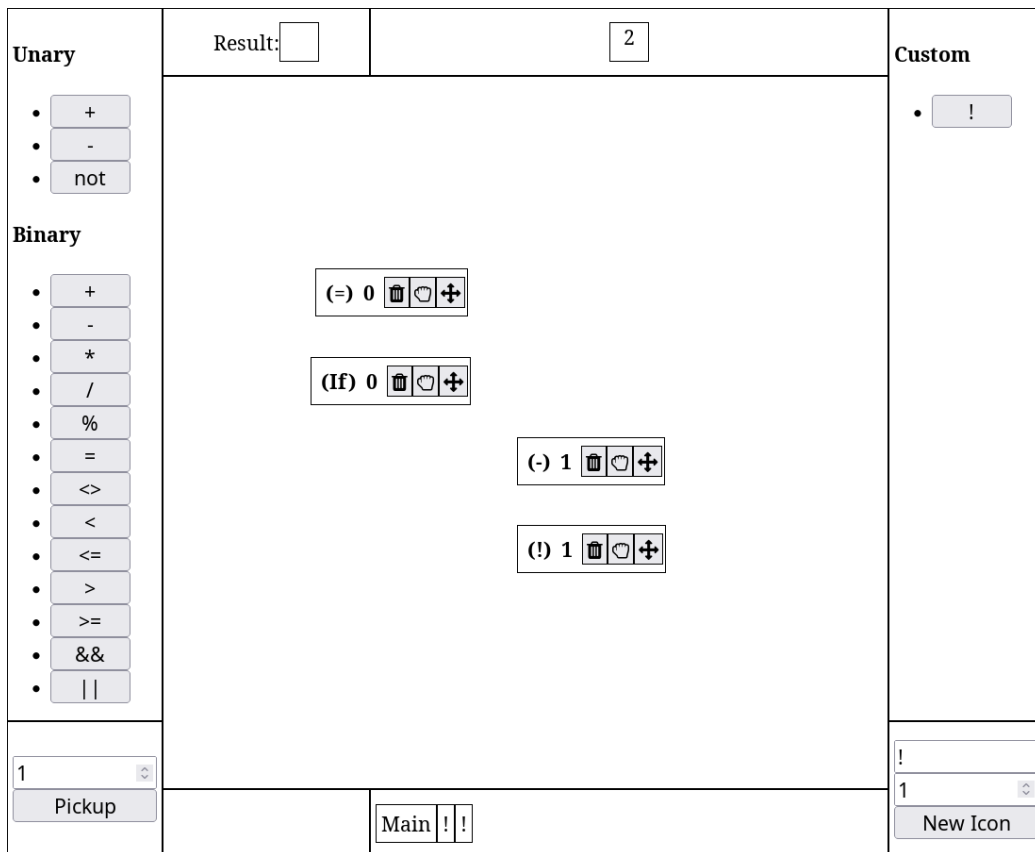 Unary
+
-
not
Binary
+
-
*
/
%
=
<>
<
<=
>
>=
&&
||
1
Pickup
Result:
2
(=) 0
(If) 0
(-) 1
(!) 1
Main ! !
Custom
!
!
1
New Icon